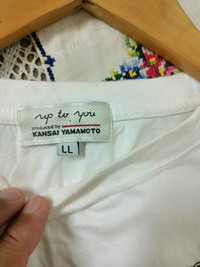 up to you
produced by
KANSAI YAMAMOTO
LL